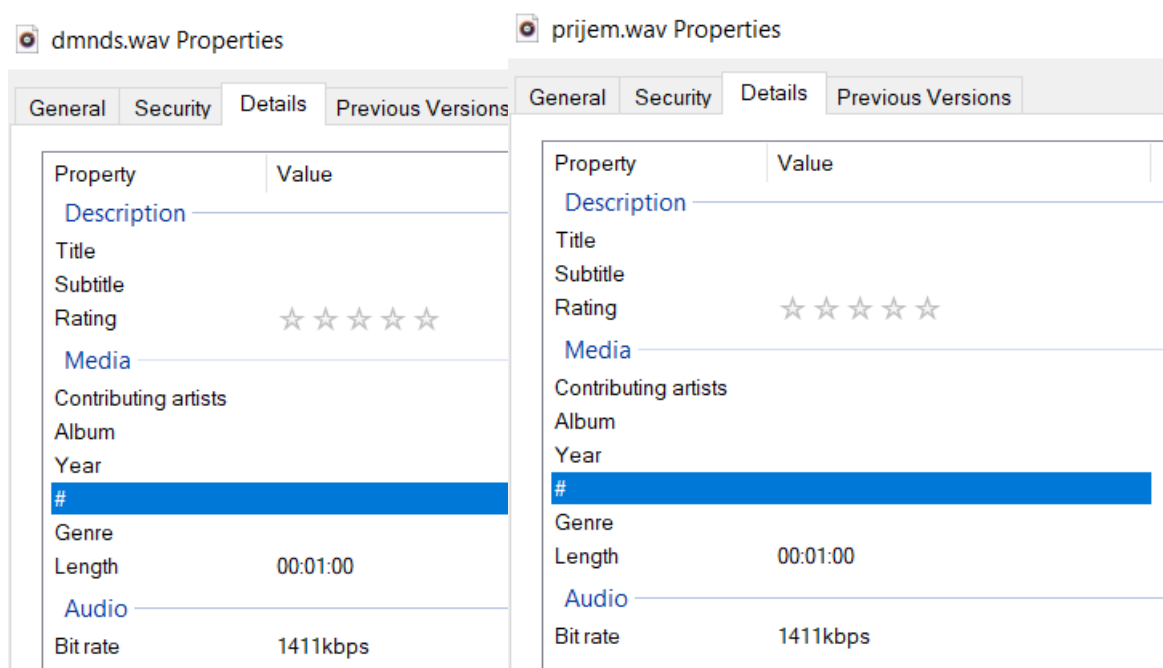 dmnds.wav Properties
General Security Details Previous Versions
Property Value
Description
Title
Subtitle
Rating
Media
Contributing artists
Album
Year
#
Genre
Length 00:01:00
Audio
Bit rate 1411kbps
prijem.wav Properties
General Security Details Previous Versions
Property Value
Description
Title
Subtitle
Rating
Media
Contributing artists
Album
Year
#
Genre
Length 00:01:00
Audio
Bit rate 1411kbps